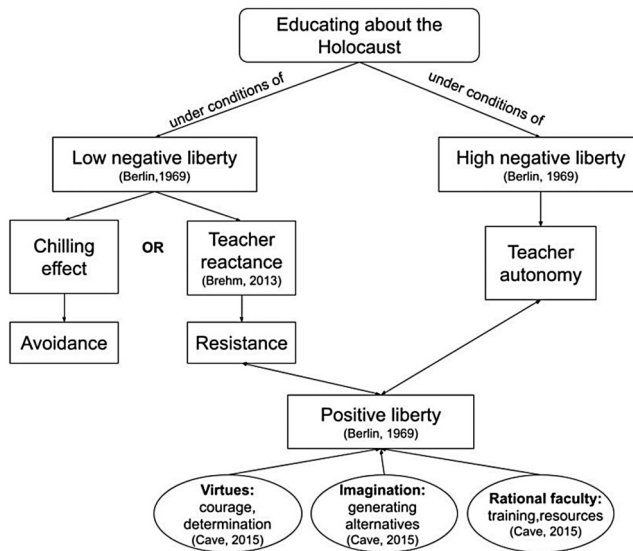 Educating about the
Holocaust
under conditions of
under conditions of
Low negative liberty
(Berlin,1969)
High negative liberty
(Berlin, 1969)
Chilling
effect
OR
Teacher
reactance
(Brehm, 2013)
Teacher
autonomy
Avoidance
Resistance
Positive liberty
(Berlin, 1969)
Virtues:
courage,
determination
(Cave, 2015)
Imagination:
generating
alternatives
(Cave, 2015)
Rational faculty:
training,resources
(Cave, 2015)